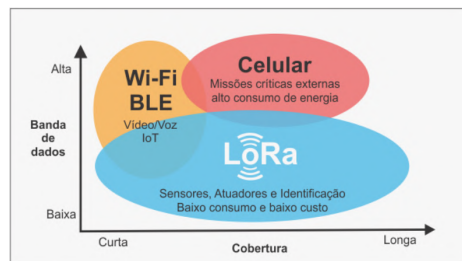 Alta
Banda
de
dados
Baixa
Wi-Fi
BLE
Vídeo/Voz
IoT
Celular
Missões críticas externas
alto consumo de energia
LoRa
Sensores, Atuadores e Identificação
Baixo consumo e baixo custo
Curta
Cobertura
Longa